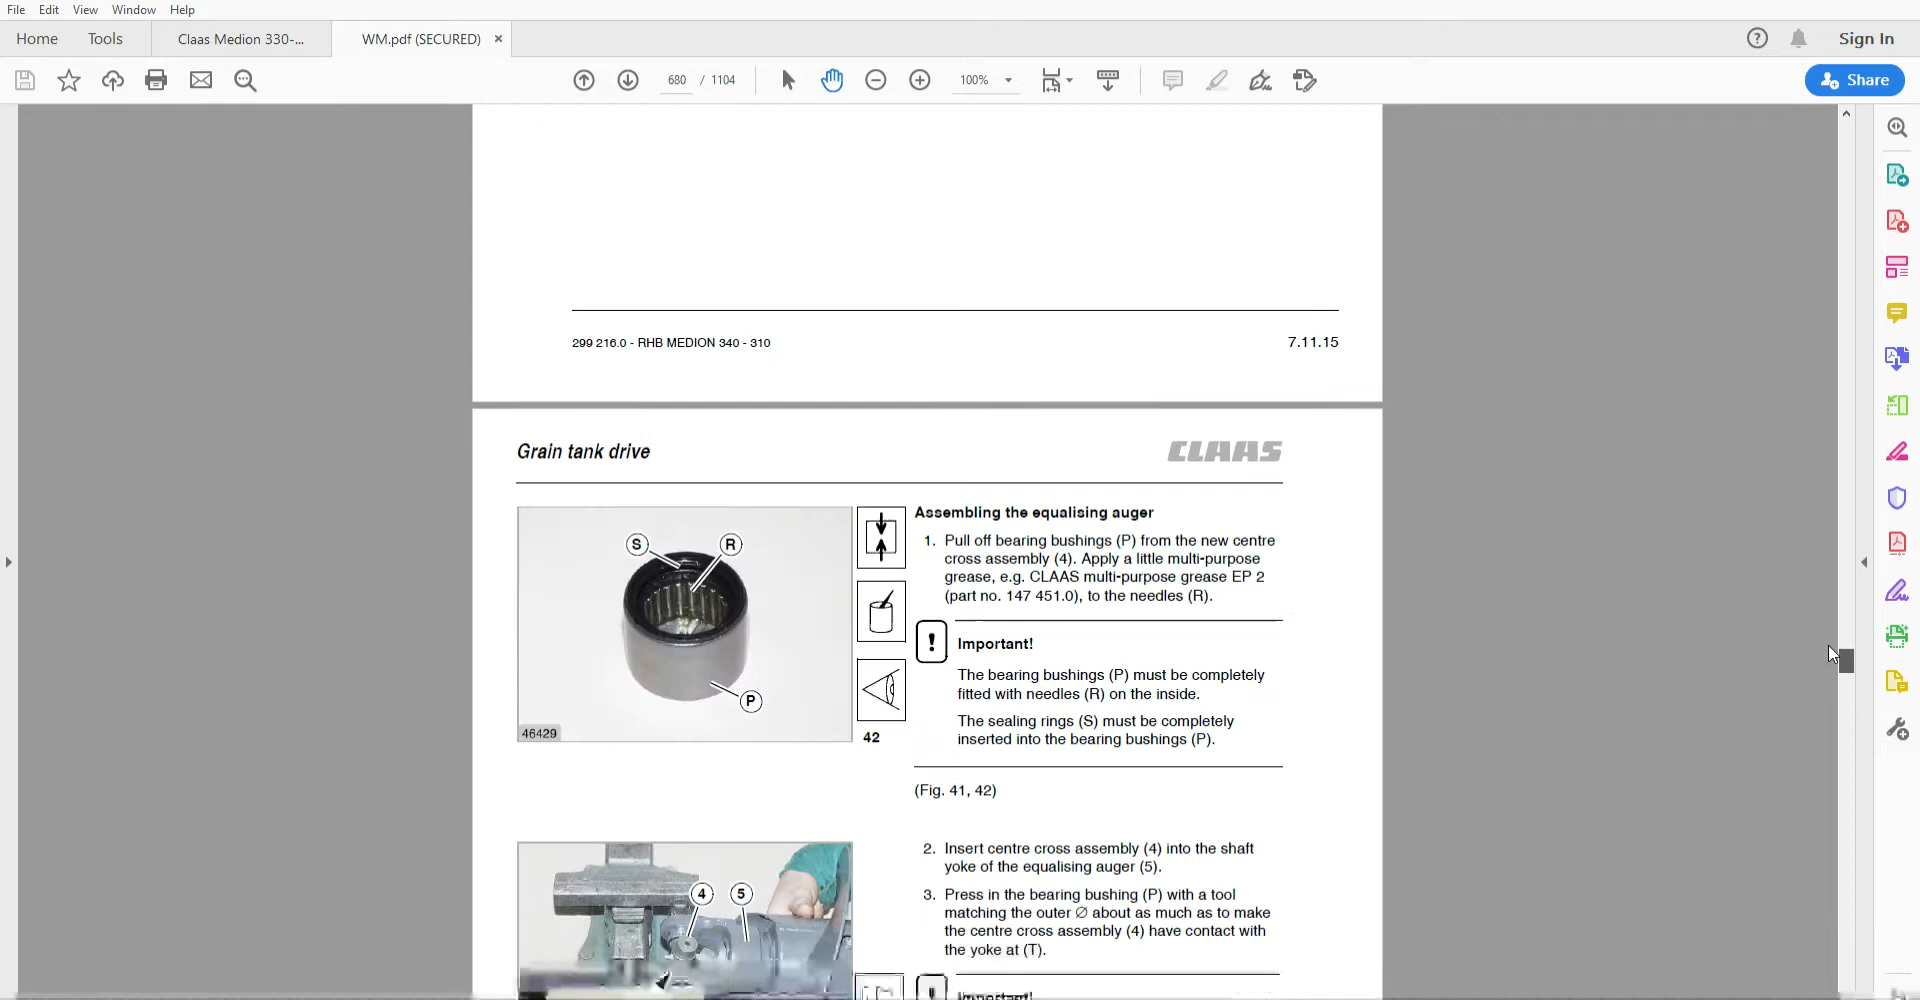 File Edit View Window Help
Home Tools Claas Medion 330-... WM.pdf (SECURED) ×
Sign In
680 / 1104 100% Share
299 216.0 - RHB MEDION 340 - 310 7.11.15
Grain tank drive CLAAS
Assembling the equalising auger
1. Pull off bearing bushings (P) from the new centre
cross assembly (4). Apply a little multi-purpose
grease, e.g. CLAAS multi-purpose grease EP 2
(part no. 147 451.0), to the needles (R).
S R
P
46429
42
! Important!
The bearing bushings (P) must be completely
fitted with needles (R) on the inside.
The sealing rings (S) must be completely
inserted into the bearing bushings (P).
(Fig. 41, 42)
4 5
2. Insert centre cross assembly (4) into the shaft
yoke of the equalising auger (5).
3. Press in the bearing bushing (P) with a tool
matching the outer ∅ about as much as to make
the centre cross assembly (4) have contact with
the yoke at (T).
Important!